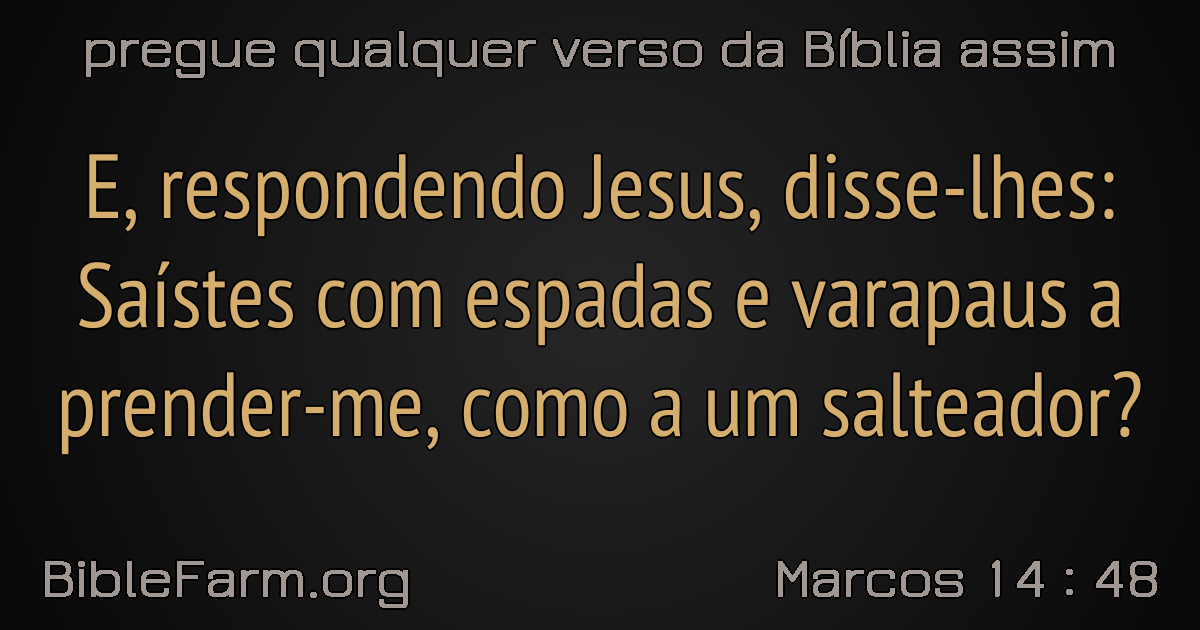 pregue qualquer verso da Bíblia assim
E, respondendo Jesus, disse-lhes:
Saístes com espadas e varapaus a
prender-me, como a um salteador?
BibleFarm.org
Marcos 14 : 48